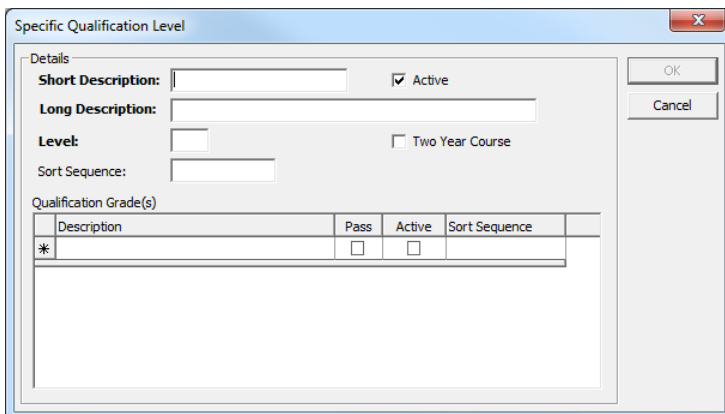 Specific Qualification Level
Details
Short Description: Active OK
Long Description: Cancel
Level: Two Year Course
Sort Sequence:
Qualification Grade(s)
Description Pass Active Sort Sequence